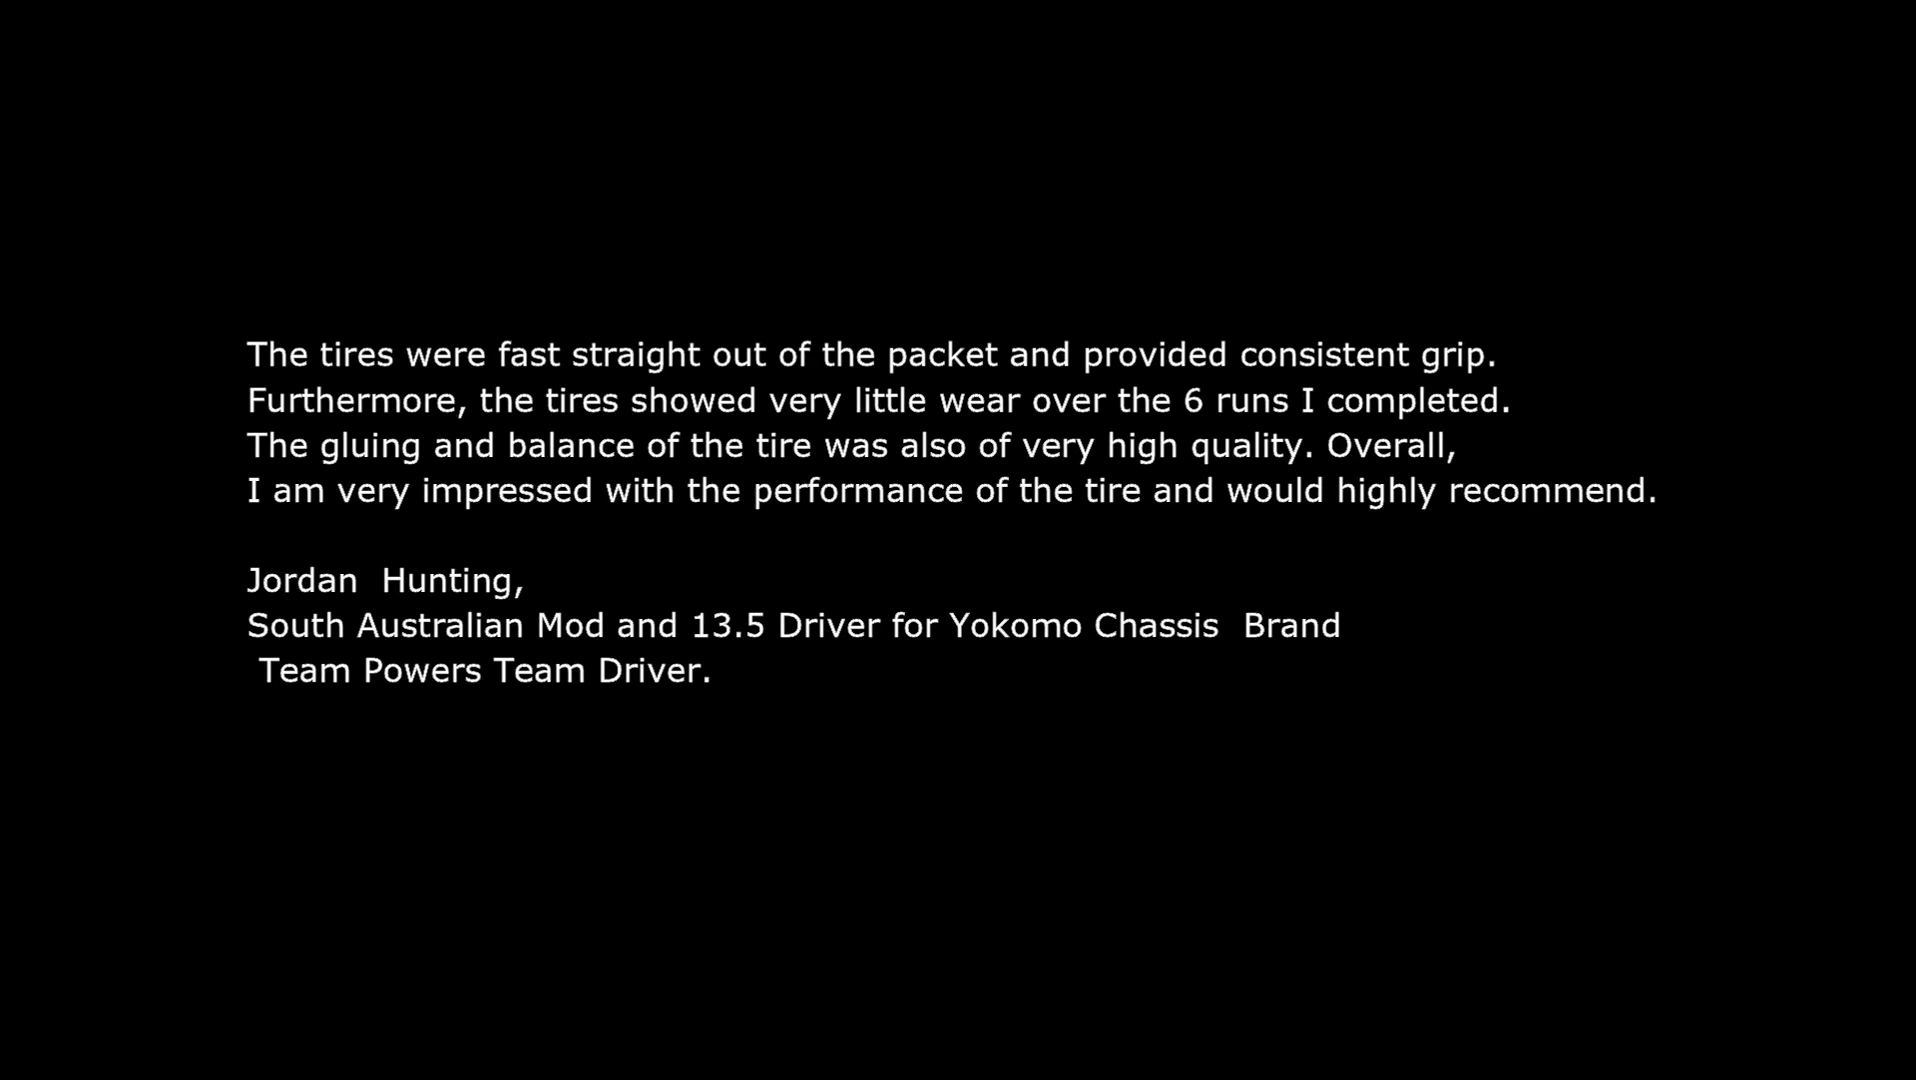 The tires were fast straight out of the packet and provided consistent grip.
Furthermore, the tires showed very little wear over the 6 runs I completed.
The gluing and balance of the tire was also of very high quality. Overall,
I am very impressed with the performance of the tire and would highly recommend.
Jordan  Hunting,
South Australian Mod and 13.5 Driver for Yokomo Chassis  Brand
Team Powers Team Driver.